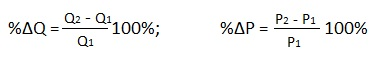 %ΔQ = (Q₂ - Q₁)/Q₁ 100%; %ΔP = (P₂ - P₁)/P₁ 100%